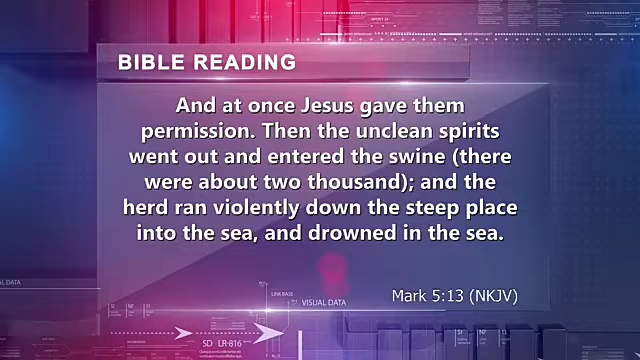 BIBLE READING
And at once Jesus gave them
permission. Then the unclean spirits
went out and entered the swine (there
were about two thousand); and the
herd ran violently down the steep place
into the sea, and drowned in the sea.
Mark 5:13 (NKJV)
UAL DATA
LINK BASE
VISUAL DATA
SD LR-816